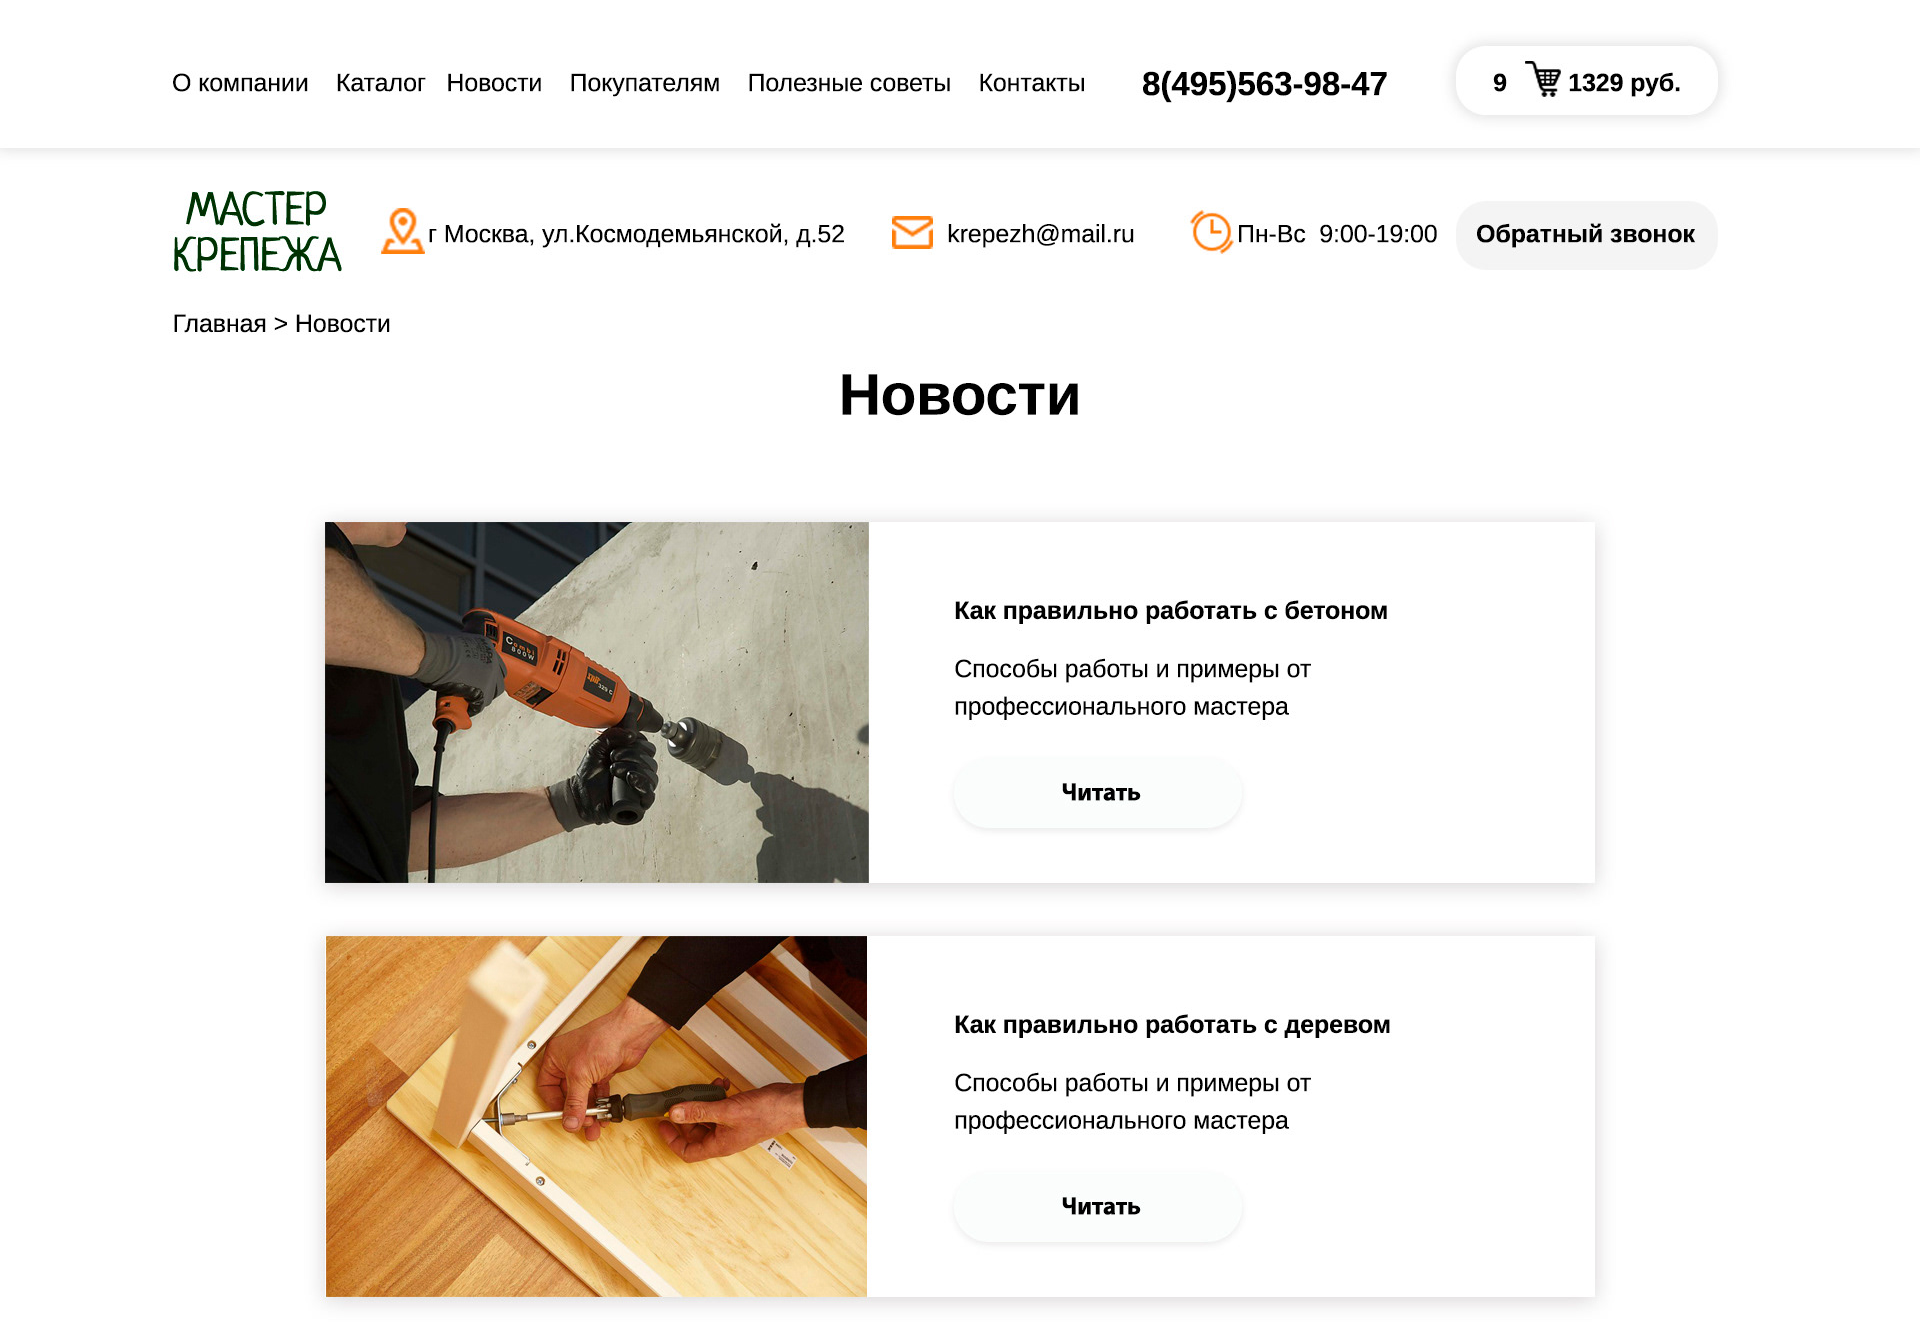 О компании Каталог Новости Покупателям Полезные советы Контакты 8(495)563-98-47 9 1329 руб.
МАСТЕР
КРЕПЕЖА
г Москва, ул.Космодемьянской, д.52 krepezh@mail.ru Пн-Вс 9:00-19:00 Обратный звонок
Главная > Новости
Новости
Combi
800W
329 C
Как правильно работать с бетоном
Способы работы и примеры от
профессионального мастера
Читать
Как правильно работать с деревом
Способы работы и примеры от
профессионального мастера
Читать